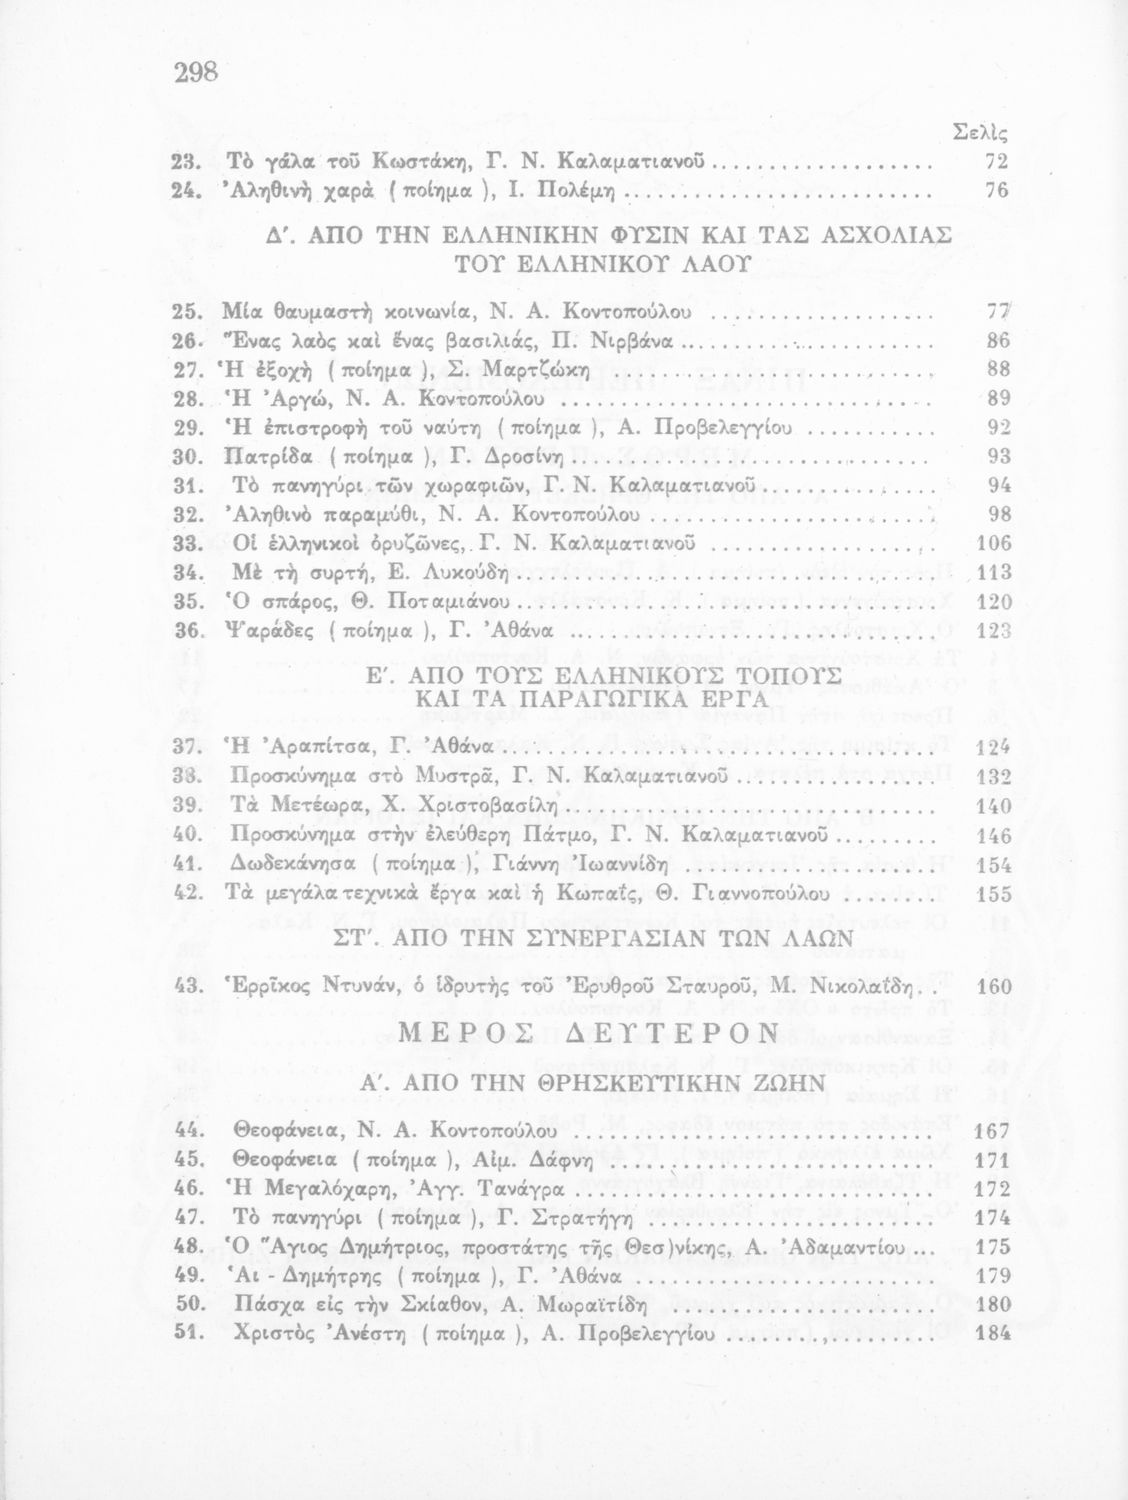 298
Σελὶς
23. Τὸ γάλα τοῦ Κωστάκη, Γ. Ν. Καλαματιανοῦ .................... 72
24. Ἀληθινὴ χαρὰ ( ποίημα ), Ι. Πολέμη .................... 76
Δ΄. ΑΠΟ ΤΗΝ ΕΛΛΗΝΙΚΗΝ ΦΥΣΙΝ ΚΑΙ ΤΑΣ ΑΣΧΟΛΙΑΣ
ΤΟΥ ΕΛΛΗΝΙΚΟΥ ΛΑΟΥ
25. Μία θαυμαστὴ κοινωνία, Ν. Α. Κοντοπούλου .................... 77
26. Ἕνας λαὸς καὶ ἕνας βασιλιάς, Π. Νιρβάνα .................... 86
27. Ἡ ἐξοχὴ ( ποίημα ), Σ. Μαρτζώκη .................... 88
28. Ἡ Ἀργώ, Ν. Α. Κοντοπούλου .................... 89
29. Ἡ ἐπιστροφὴ τοῦ ναύτη ( ποίημα ), Α. Προβελεγγίου ............ 92
30. Πατρίδα ( ποίημα ), Γ. Δροσίνη .................... 93
31. Τὸ πανηγύρι τῶν χωραφιῶν, Γ. Ν. Καλαματιανοῦ ................ 94
32. Ἀληθινὸ παραμύθι, Ν. Α. Κοντοπούλου .................... 98
33. Οἱ ἑλληνικοὶ ὀρυζῶνες, Γ. Ν. Καλαματιανοῦ .................... 106
34. Μὲ τὴ συρτή, Ε. Λυκούδη .................... 113
35. Ὁ σπάρος, Θ. Ποταμιάνου .................... 120
36. Ψαράδες ( ποίημα ), Γ. Ἀθάνα .................... 123
Ε΄. ΑΠΟ ΤΟΥΣ ΕΛΛΗΝΙΚΟΥΣ ΤΟΠΟΥΣ
ΚΑΙ ΤΑ ΠΑΡΑΓΩΓΙΚΑ ΕΡΓΑ
37. Ἡ Ἀραπίτσα, Γ. Ἀθάνα .................... 124
38. Προσκύνημα στὸ Μυστρᾶ, Γ. Ν. Καλαματιανοῦ .................. 132
39. Τὰ Μετέωρα, Χ. Χριστοβασίλη .................... 140
40. Προσκύνημα στὴν ἐλεύθερη Πάτμο, Γ. Ν. Καλαματιανοῦ ......... 146
41. Δωδεκάνησα ( ποίημα ), Γιάννη Ἰωαννίδη .................... 154
42. Τὰ μεγάλα τεχνικὰ ἔργα καὶ ἡ Κωπαΐς, Θ. Γιαννοπούλου ........ 155
ΣΤ΄. ΑΠΟ ΤΗΝ ΣΥΝΕΡΓΑΣΙΑΝ ΤΩΝ ΛΑΩΝ
43. Ἑρρῖκος Ντυνάν, ὁ ἱδρυτὴς τοῦ Ἐρυθροῦ Σταυροῦ, Μ. Νικολαΐδη. . 160
ΜΕΡΟΣ ΔΕΥΤΕΡΟΝ
Α΄. ΑΠΟ ΤΗΝ ΘΡΗΣΚΕΥΤΙΚΗΝ ΖΩΗΝ
44. Θεοφάνεια, Ν. Α. Κοντοπούλου .................... 167
45. Θεοφάνεια ( ποίημα ), Αἰμ. Δάφνη .................... 171
46. Ἡ Μεγαλόχαρη, Ἀγγ. Τανάγρα .................... 172
47. Τὸ πανηγύρι ( ποίημα ), Γ. Στρατήγη .................... 174
48. Ὁ Ἅγιος Δημήτριος, προστάτης τῆς Θεσ)νίκης, Α. Ἀδαμαντίου ... 175
49. Ἁι - Δημήτρης ( ποίημα ), Γ. Ἀθάνα .................... 179
50. Πάσχα εἰς τὴν Σκίαθον, Α. Μωραϊτίδη .................... 180
51. Χριστὸς Ἀνέστη ( ποίημα ), Α. Προβελεγγίου .................... 184